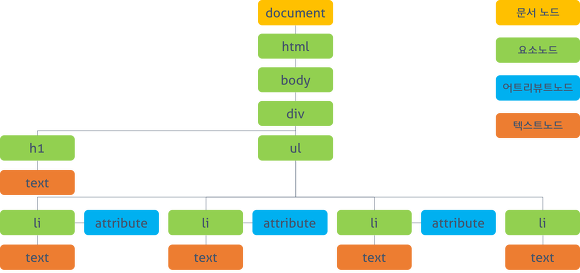 document
문서 노드
html
요소노드
body
어트리뷰트노드
div
텍스트노드
h1
ul
text
li
attribute
li
attribute
li
attribute
li
text
text
text
text